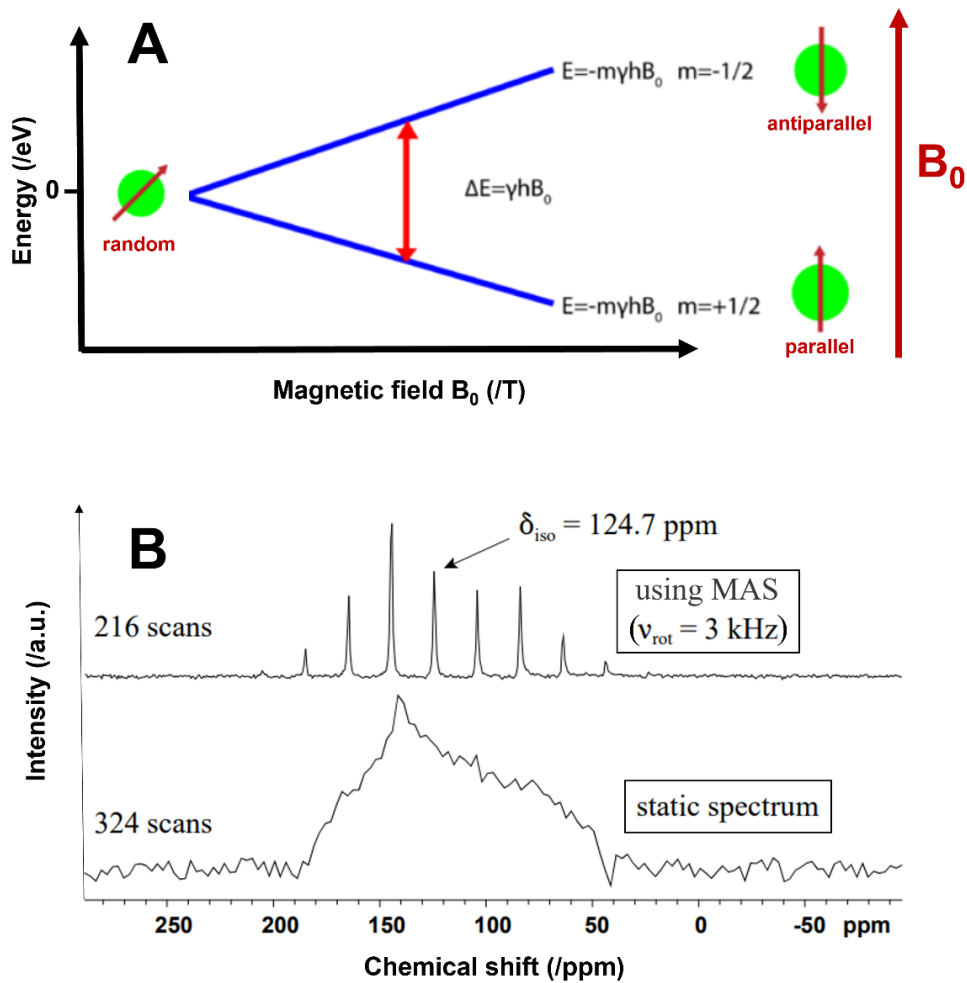 A
Energy (/eV)
0
random
E=-mγhB₀ m=-1/2
ΔE=γhB₀
E=-mγhB₀ m=+1/2
antiparallel
parallel
B₀
Magnetic field B₀ (/T)
B
Intensity (/a.u.)
δiso = 124.7 ppm
using MAS
(νrot = 3 kHz)
216 scans
static spectrum
324 scans
250 200 150 100 50 0 -50 ppm
Chemical shift (/ppm)